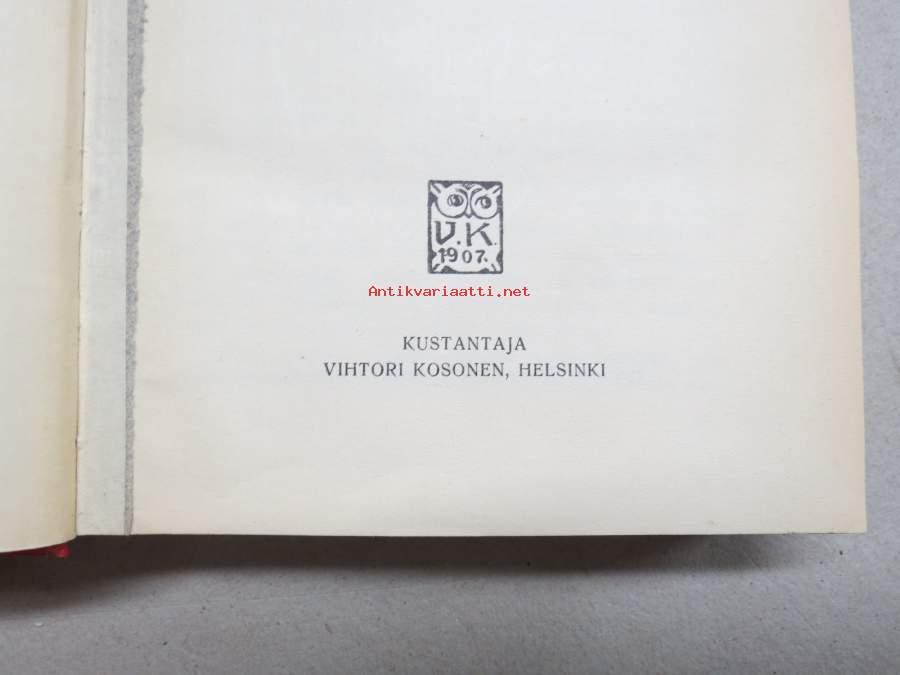 V.K.
1907.
Antikvariaatti.net
KUSTANTAJA
VIHTORI KOSONEN, HELSINKI